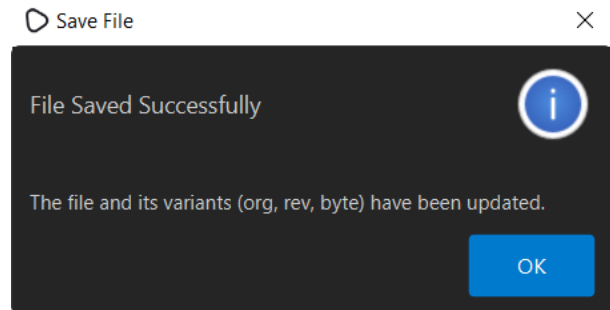 Save File
File Saved Successfully
i
The file and its variants (org, rev, byte) have been updated.
OK